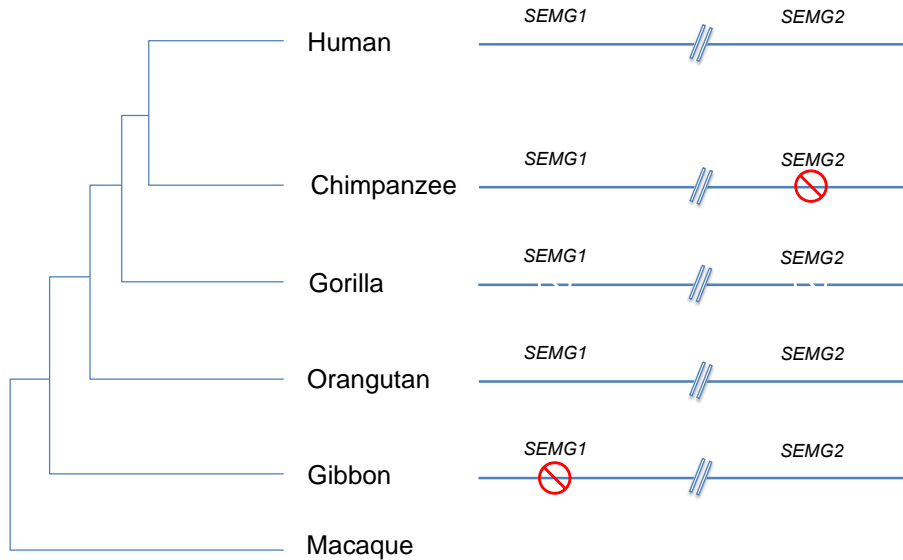 SEMG1 SEMG2
Human
SEMG1 SEMG2
Chimpanzee
SEMG1 SEMG2
Gorilla
SEMG1 SEMG2
Orangutan
SEMG1 SEMG2
Gibbon
Macaque